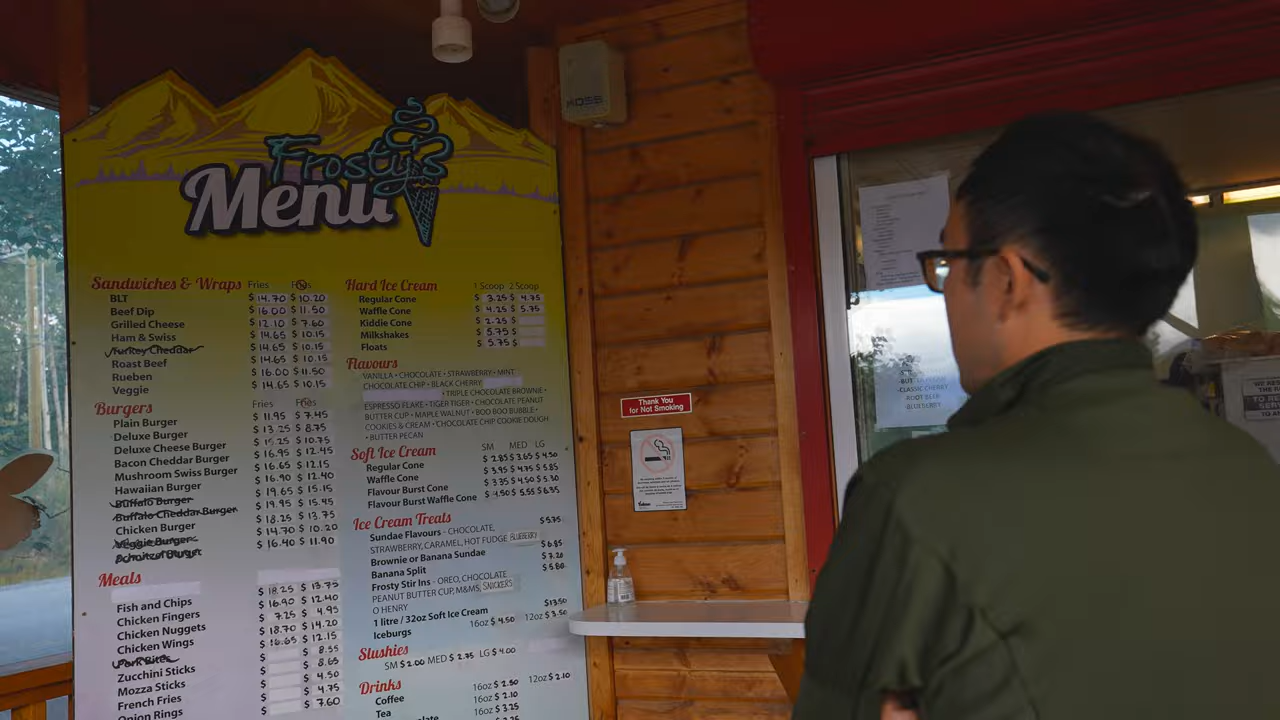 Frosty's
Menu
KOSS
Sandwiches & Wraps Fries
BLT $ 14.70 $ 10.20
Beef Dip $ 16.00 $ 11.50
Grilled Cheese $ 12.10 $ 7.60
Ham & Swiss $ 14.65 $ 10.15
Turkey Cheddar $ 14.65 $ 10.15
Roast Beef $ 14.65 $ 10.15
Rueben $ 16.00 $ 11.50
Veggie $ 14.65 $ 10.15
Burgers Fries Fries
Plain Burger $ 11.95 $ 7.45
Deluxe Burger $ 13.25 $ 8.75
Deluxe Cheese Burger $ 15.25 $ 10.75
Bacon Cheddar Burger $ 16.95 $ 12.45
Mushroom Swiss Burger $ 16.65 $ 12.15
Hawaiian Burger $ 16.90 $ 12.40
Buffalo Burger $ 19.65 $ 15.15
Buffalo Cheddar Burger $ 19.95 $ 15.45
Chicken Burger $ 18.25 $ 13.75
Veggie Burger $ 14.70 $ 10.20
Schnitzel Burger $ 16.40 $ 11.90
Meals
Fish and Chips $ 18.25 $ 13.75
Chicken Fingers $ 16.90 $ 12.40
Chicken Nuggets $ 7.25 $ 4.95
Chicken Wings $ 18.70 $ 14.20
Pork Bites $ 16.65 $ 12.15
Zucchini Sticks $ $ 8.55
Mozza Sticks $ $ 8.65
French Fries $ $ 4.50
Onion Rings $ $ 4.75
$ $ 7.60
Hard Ice Cream 1 Scoop 2 Scoop
Regular Cone $ 3.25 $ 4.75
Waffle Cone $ 4.25 $ 5.75
Kiddie Cone $ 2.25 $
Milkshakes $ 5.75 $
Floats $ 5.75 $
Flavours
VANILLA • CHOCOLATE • STRAWBERRY • MINT
CHOCOLATE CHIP • BLACK CHERRY
• TRIPLE CHOCOLATE BROWNIE •
ESPRESSO FLAKE • TIGER TIGER • CHOCOLATE PEANUT
BUTTER CUP • MAPLE WALNUT • BOO BOO BUBBLE •
COOKIES & CREAM • CHOCOLATE CHIP COOKIE DOUGH
• BUTTER PECAN
Soft Ice Cream SM MED LG
Regular Cone $ 2.85 $ 3.65 $ 4.50
Waffle Cone $ 3.95 $ 4.75 $ 5.85
Flavour Burst Cone $ 3.35 $ 4.50 $ 5.30
Flavour Burst Waffle Cone $ 4.50 $ 5.55 $ 6.35
Ice Cream Treats
Sundae Flavours - CHOCOLATE, $ 5.75
STRAWBERRY, CARAMEL, HOT FUDGE BLUEBERRY
Brownie or Banana Sundae $ 6.85
Banana Split $ 7.20
Frosty Stir Ins - OREO, CHOCOLATE $ 5.80
PEANUT BUTTER CUP, M&MS, SNICKERS
O HENRY
1 litre / 32oz Soft Ice Cream $ 13.50
Iceburgs 16oz $ 4.50 12oz $ 3.50
Slushies
SM $ 2.00 MED $ 2.75 LG $ 4.00
Drinks
Coffee 16oz $ 2.50 12oz $ 2.10
Tea 16oz $ 2.10
16oz $ 3.25
Thank You
for Not Smoking
Yukon
-CLASSIC CHERRY
-ROOT BEER
-BLUEBERRY
WE RES
THE R
TO RE
SERV
TO A